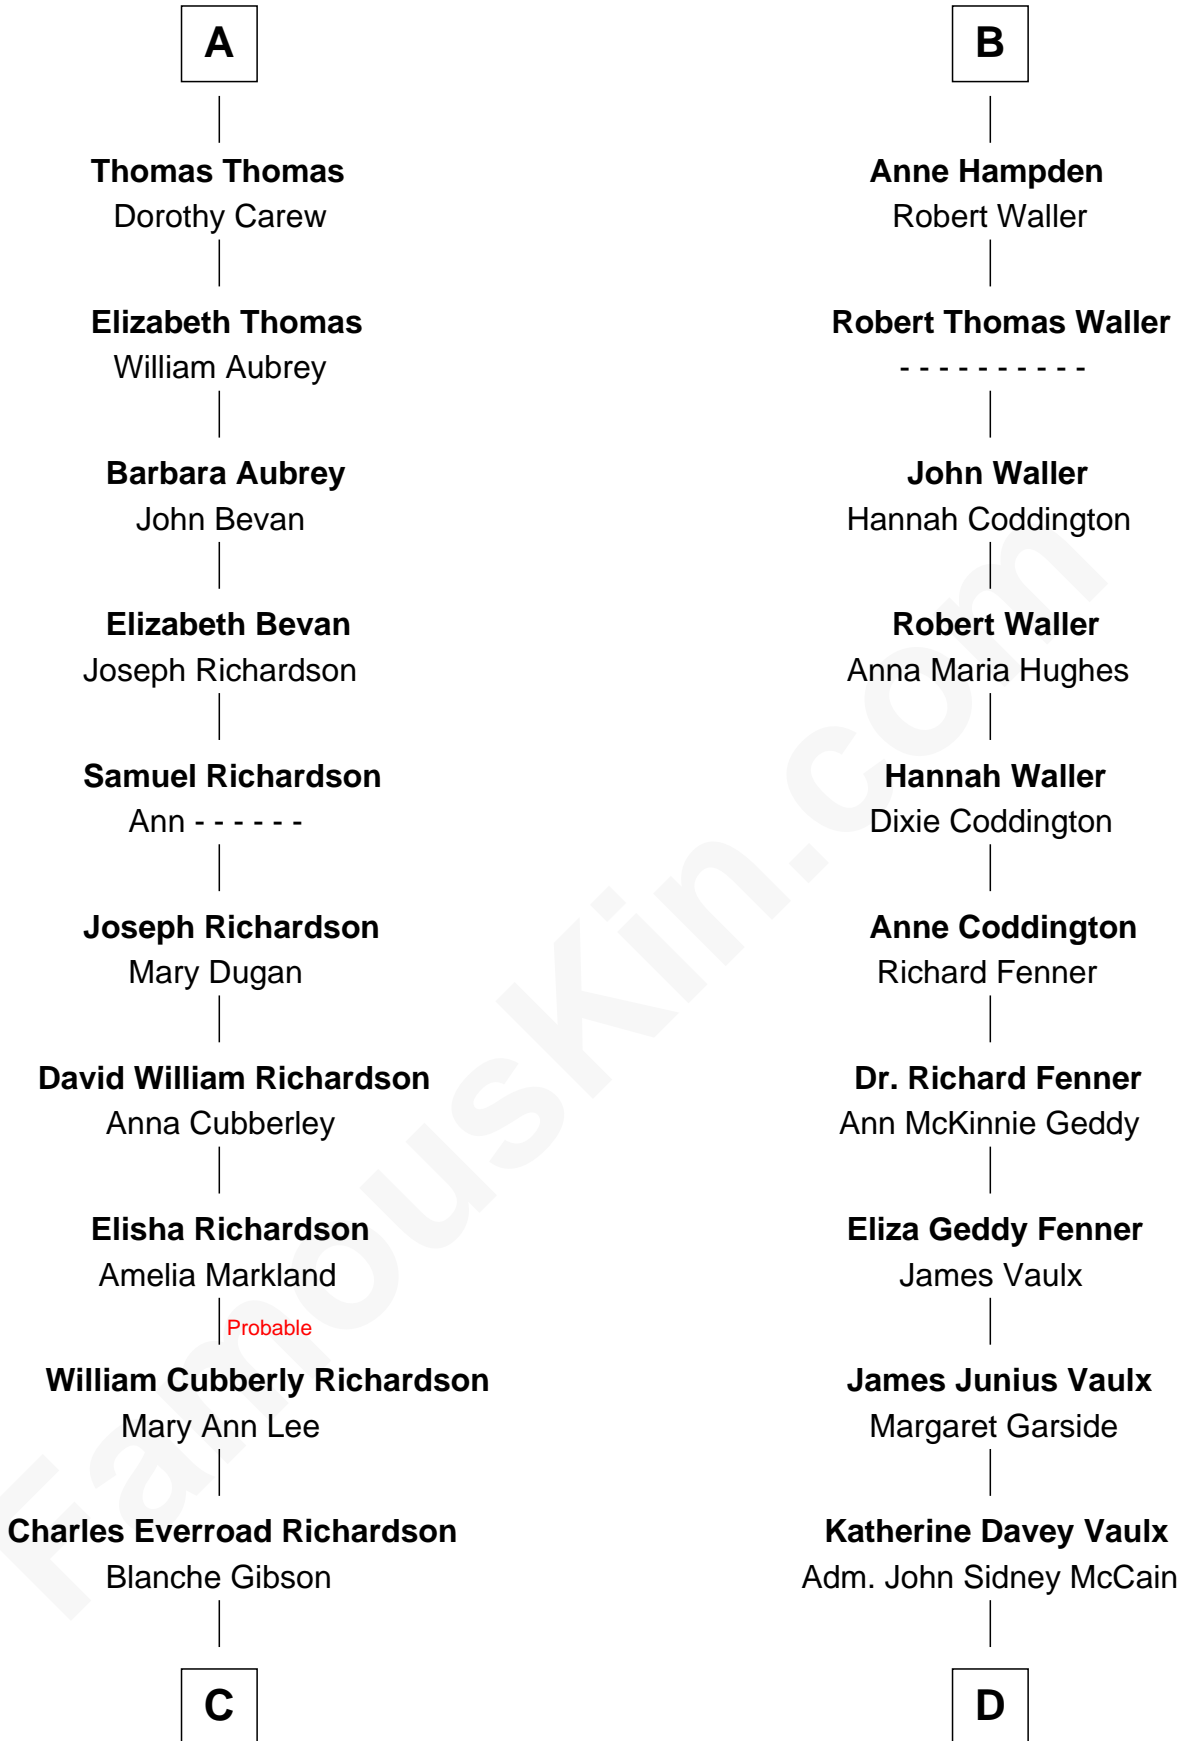 A
Thomas Thomas
Dorothy Carew
Elizabeth Thomas
William Aubrey
Barbara Aubrey
John Bevan
Elizabeth Bevan
Joseph Richardson
Samuel Richardson
Ann - - - - - -
Joseph Richardson
Mary Dugan
David William Richardson
Anna Cubberley
Elisha Richardson
Amelia Markland
Probable
William Cubberly Richardson
Mary Ann Lee
Charles Everroad Richardson
Blanche Gibson
C
B
Anne Hampden
Robert Waller
Robert Thomas Waller
- - - - - - - - - -
John Waller
Hannah Coddington
Robert Waller
Anna Maria Hughes
Hannah Waller
Dixie Coddington
Anne Coddington
Richard Fenner
Dr. Richard Fenner
Ann McKinnie Geddy
Eliza Geddy Fenner
James Vaulx
James Junius Vaulx
Margaret Garside
Katherine Davey Vaulx
Adm. John Sidney McCain
D
FamousKin.com